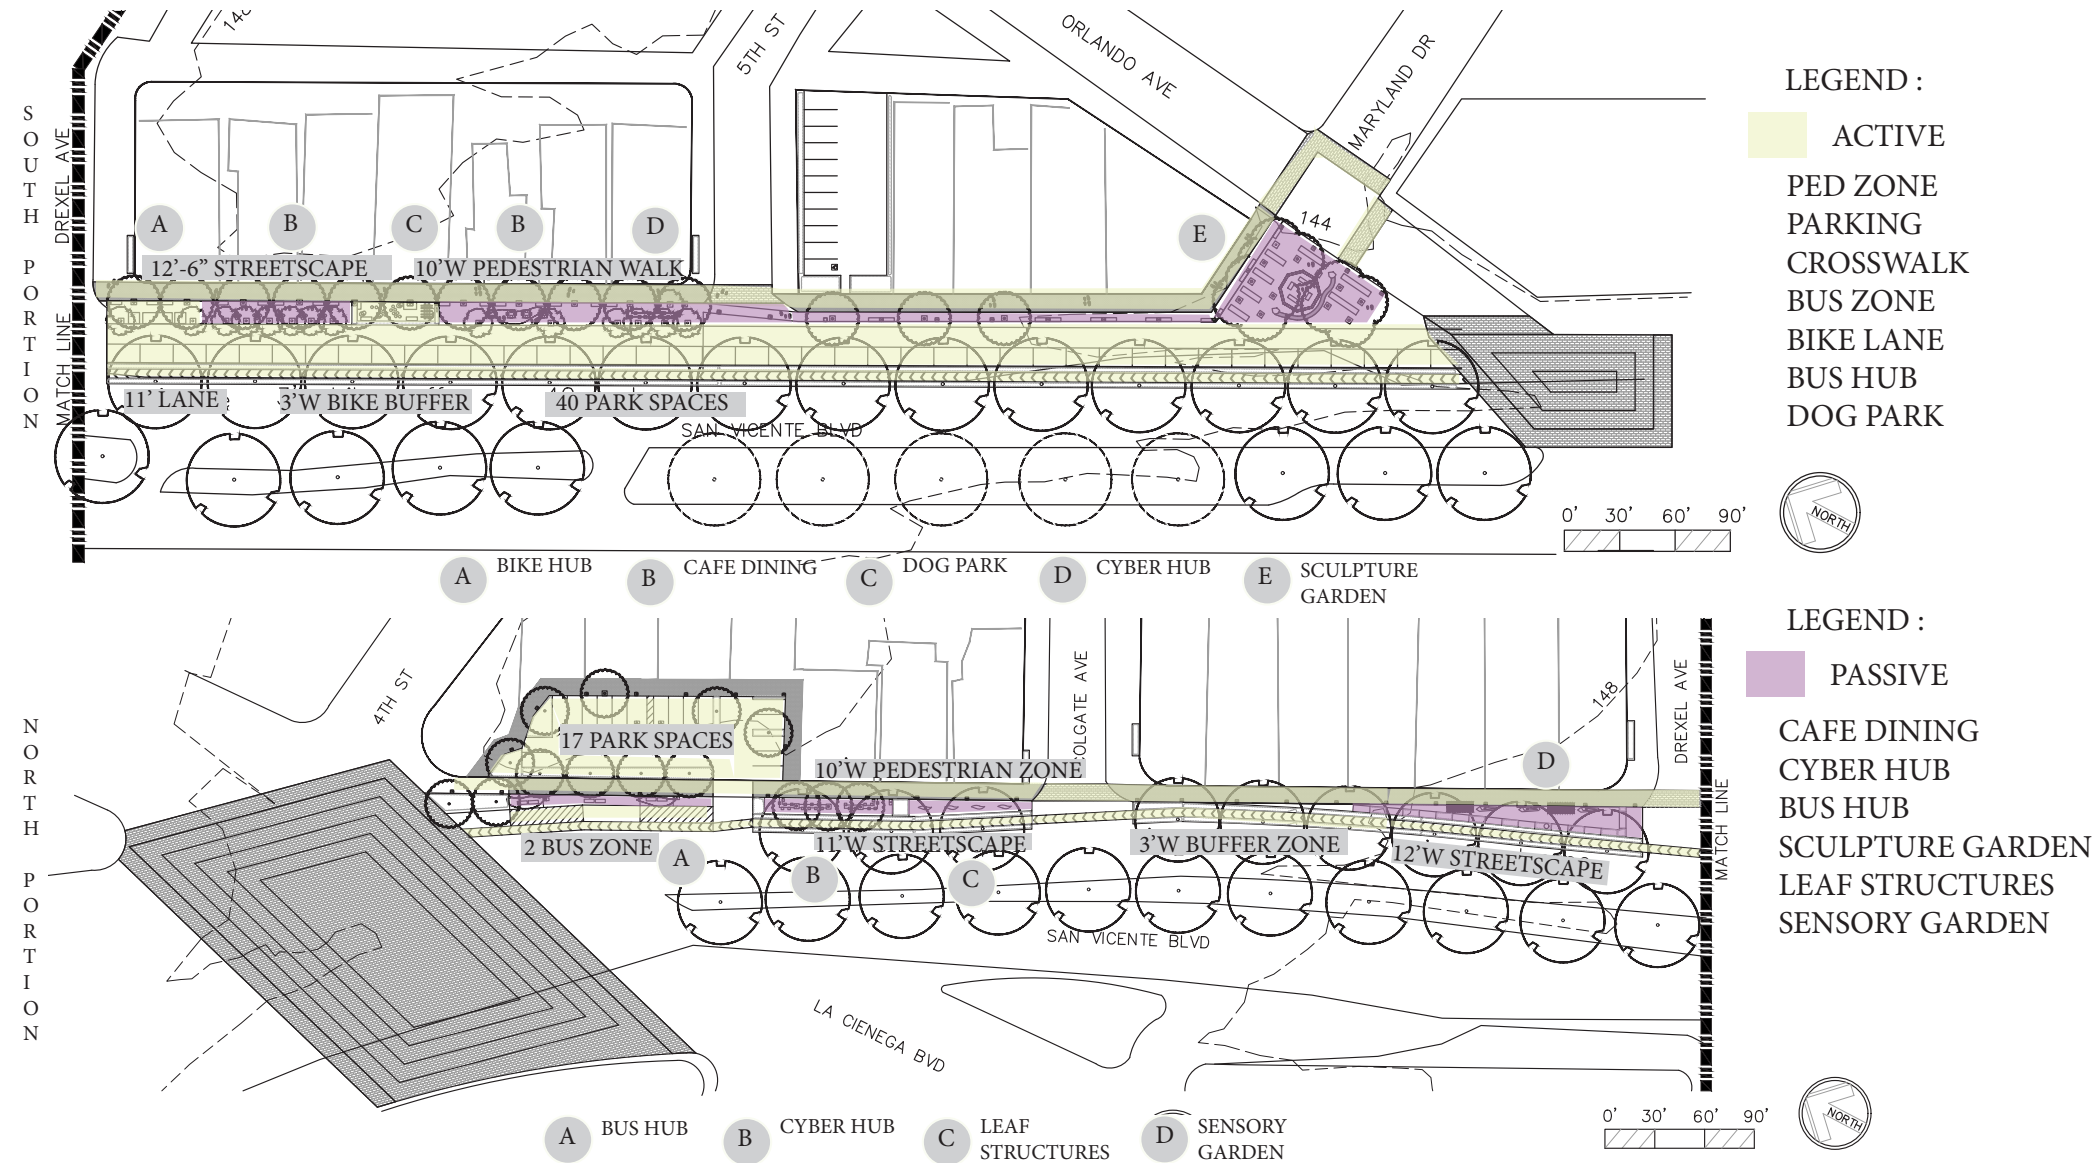 SOUTH PORTION
DREXEL AVE
MATCH LINE
5TH ST
ORLANDO AVE
MARYLAND DR
144
A
B
C
B
D
E
12’-6” STREETSCAPE
10’W PEDESTRIAN WALK
11’ LANE
3’W BIKE BUFFER
40 PARK SPACES
SAN VICENTE BLVD
LEGEND :
ACTIVE
PED ZONE
PARKING
CROSSWALK
BUS ZONE
BIKE LANE
BUS HUB
DOG PARK
NORTH
0’ 30’ 60’ 90’
A BIKE HUB
B CAFE DINING
C DOG PARK
D CYBER HUB
E SCULPTURE
GARDEN
LEGEND :
PASSIVE
CAFE DINING
CYBER HUB
BUS HUB
SCULPTURE GARDEN
LEAF STRUCTURES
SENSORY GARDEN
NORTH PORTION
4TH ST
17 PARK SPACES
10’W PEDESTRIAN ZONE
148
DREXEL AVE
MATCH LINE
D
2 BUS ZONE
A
11’W STREETSCAPE
B
C
3’W BUFFER ZONE
12’W STREETSCAPE
SAN VICENTE BLVD
LA CIENEGA BVD
NORTH
0’ 30’ 60’ 90’
A BUS HUB
B CYBER HUB
C LEAF
STRUCTURES
D SENSORY
GARDEN